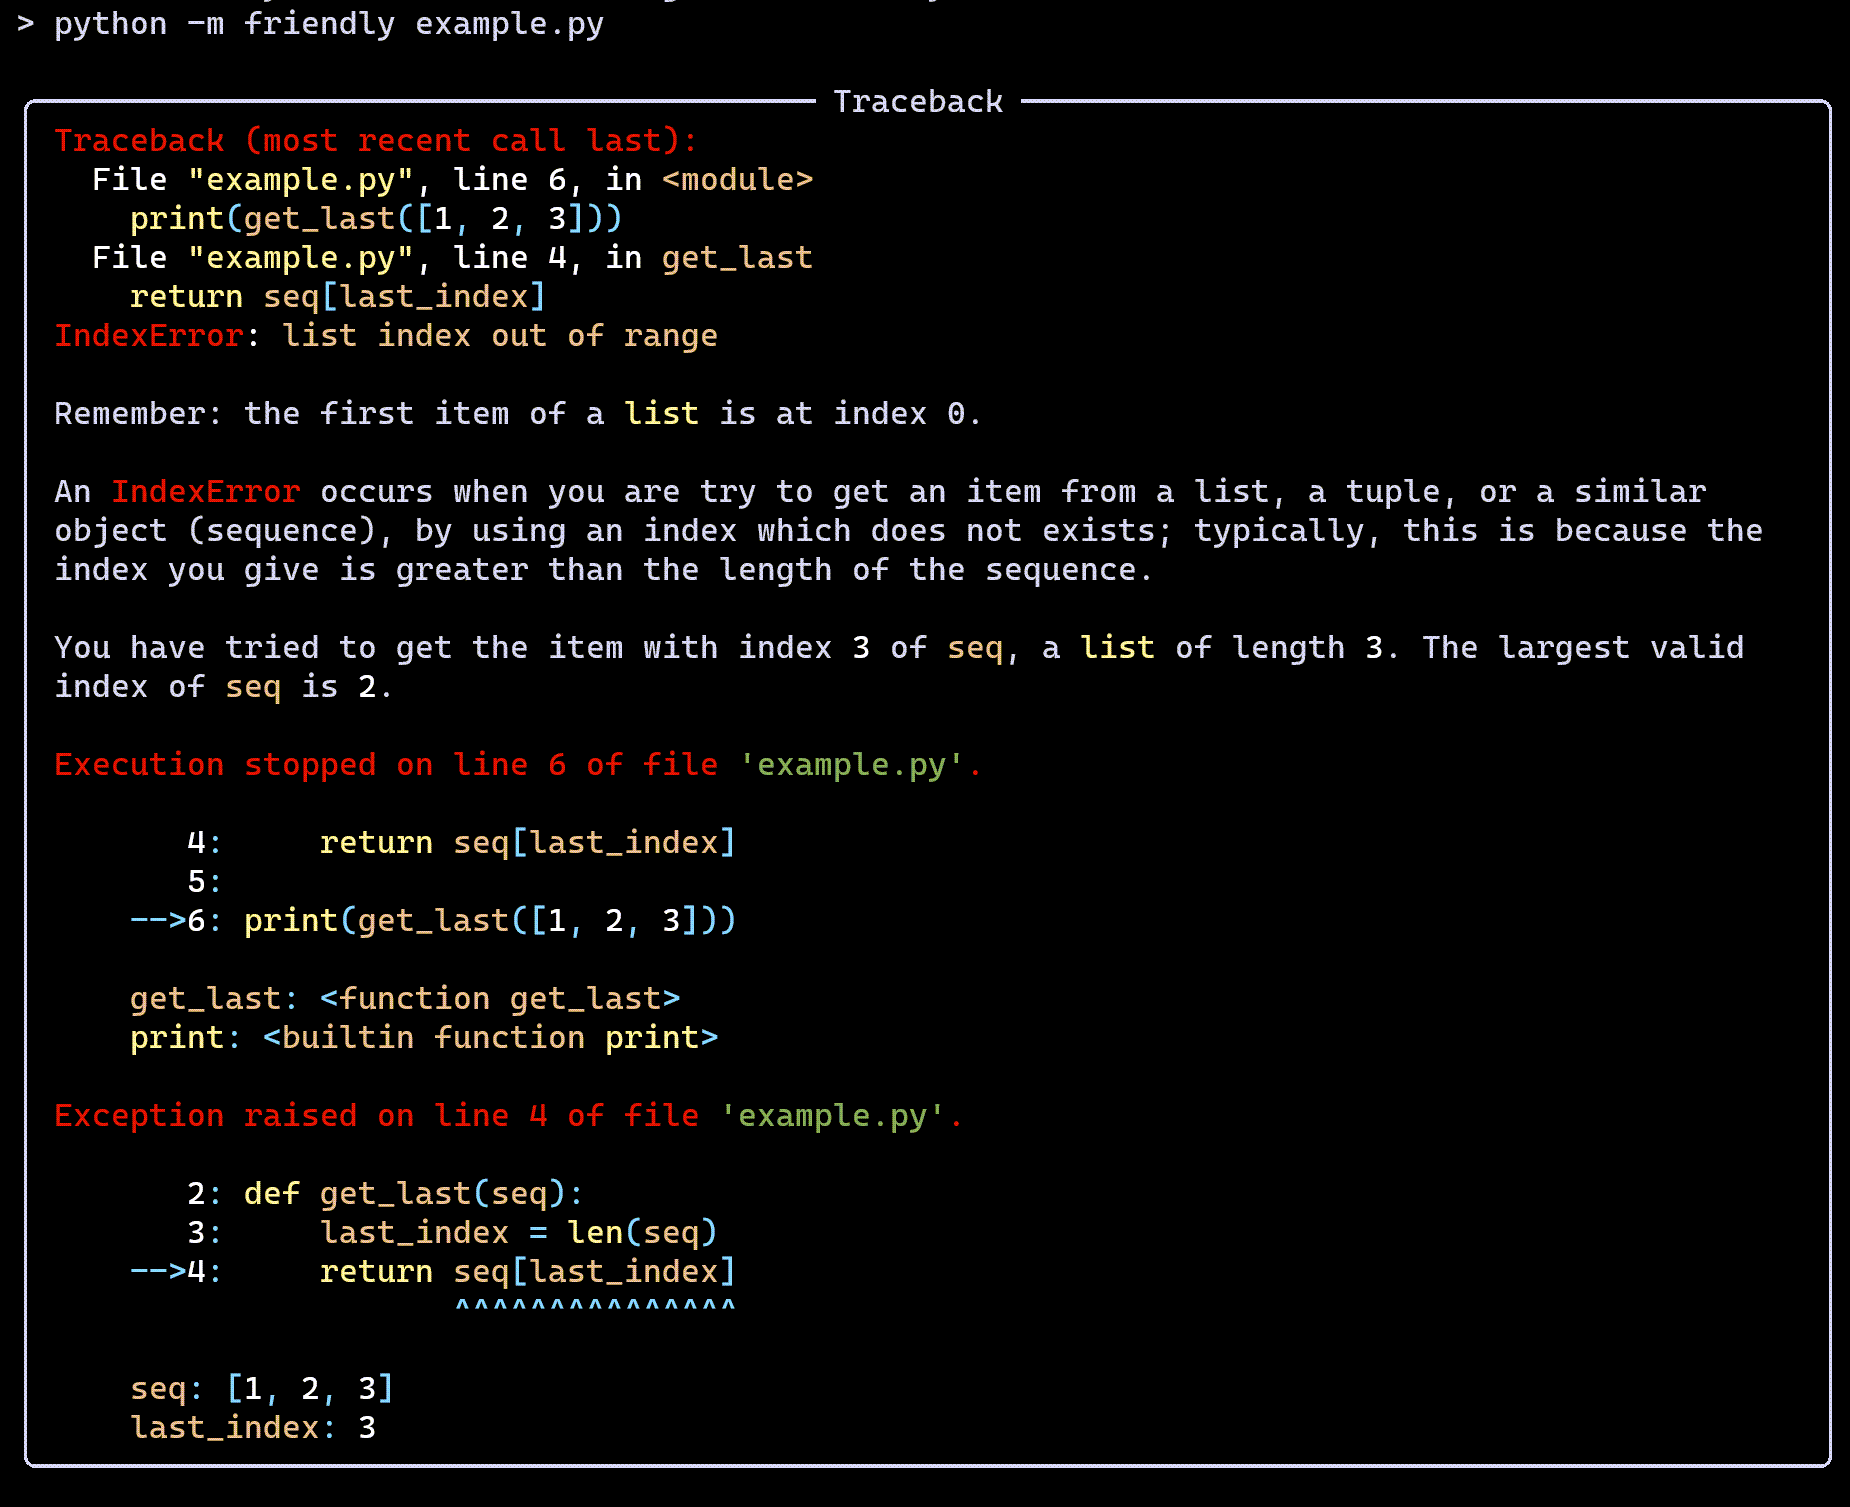 > python -m friendly example.py
Traceback
Traceback (most recent call last):
  File "example.py", line 6, in <module>
    print(get_last([1, 2, 3]))
  File "example.py", line 4, in get_last
    return seq[last_index]
IndexError: list index out of range
Remember: the first item of a list is at index 0.
An IndexError occurs when you are try to get an item from a list, a tuple, or a similar
object (sequence), by using an index which does not exists; typically, this is because the
index you give is greater than the length of the sequence.
You have tried to get the item with index 3 of seq, a list of length 3. The largest valid
index of seq is 2.
Execution stopped on line 6 of file 'example.py'.
       4:     return seq[last_index]
       5:
    -->6: print(get_last([1, 2, 3]))
    get_last: <function get_last>
    print: <builtin function print>
Exception raised on line 4 of file 'example.py'.
       2: def get_last(seq):
       3:     last_index = len(seq)
    -->4:     return seq[last_index]
                     ^^^^^^^^^^^^^^^
    seq: [1, 2, 3]
    last_index: 3